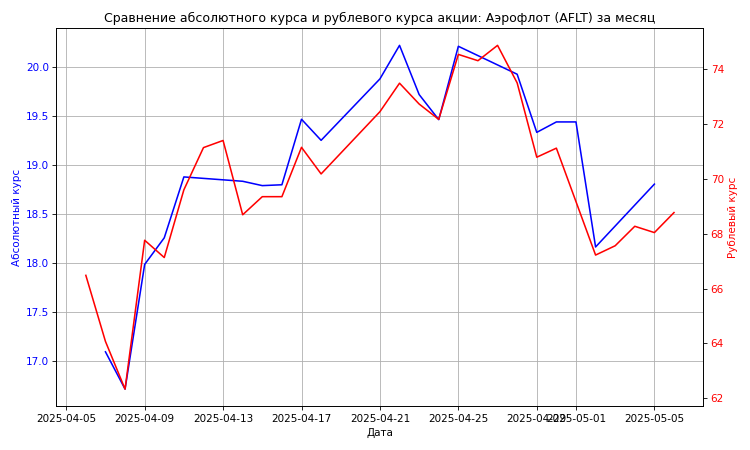 Сравнение абсолютного курса и рублевого курса акции: Аэрофлот (AFLT) за месяц
20.0
19.5
19.0
18.5
18.0
17.5
17.0
Абсолютный курс
74
72
70
68
66
64
62
Рублевый курс
2025-04-05 2025-04-09 2025-04-13 2025-04-17 2025-04-21 2025-04-25 2025-04-29 2025-05-01 2025-05-05
Дата